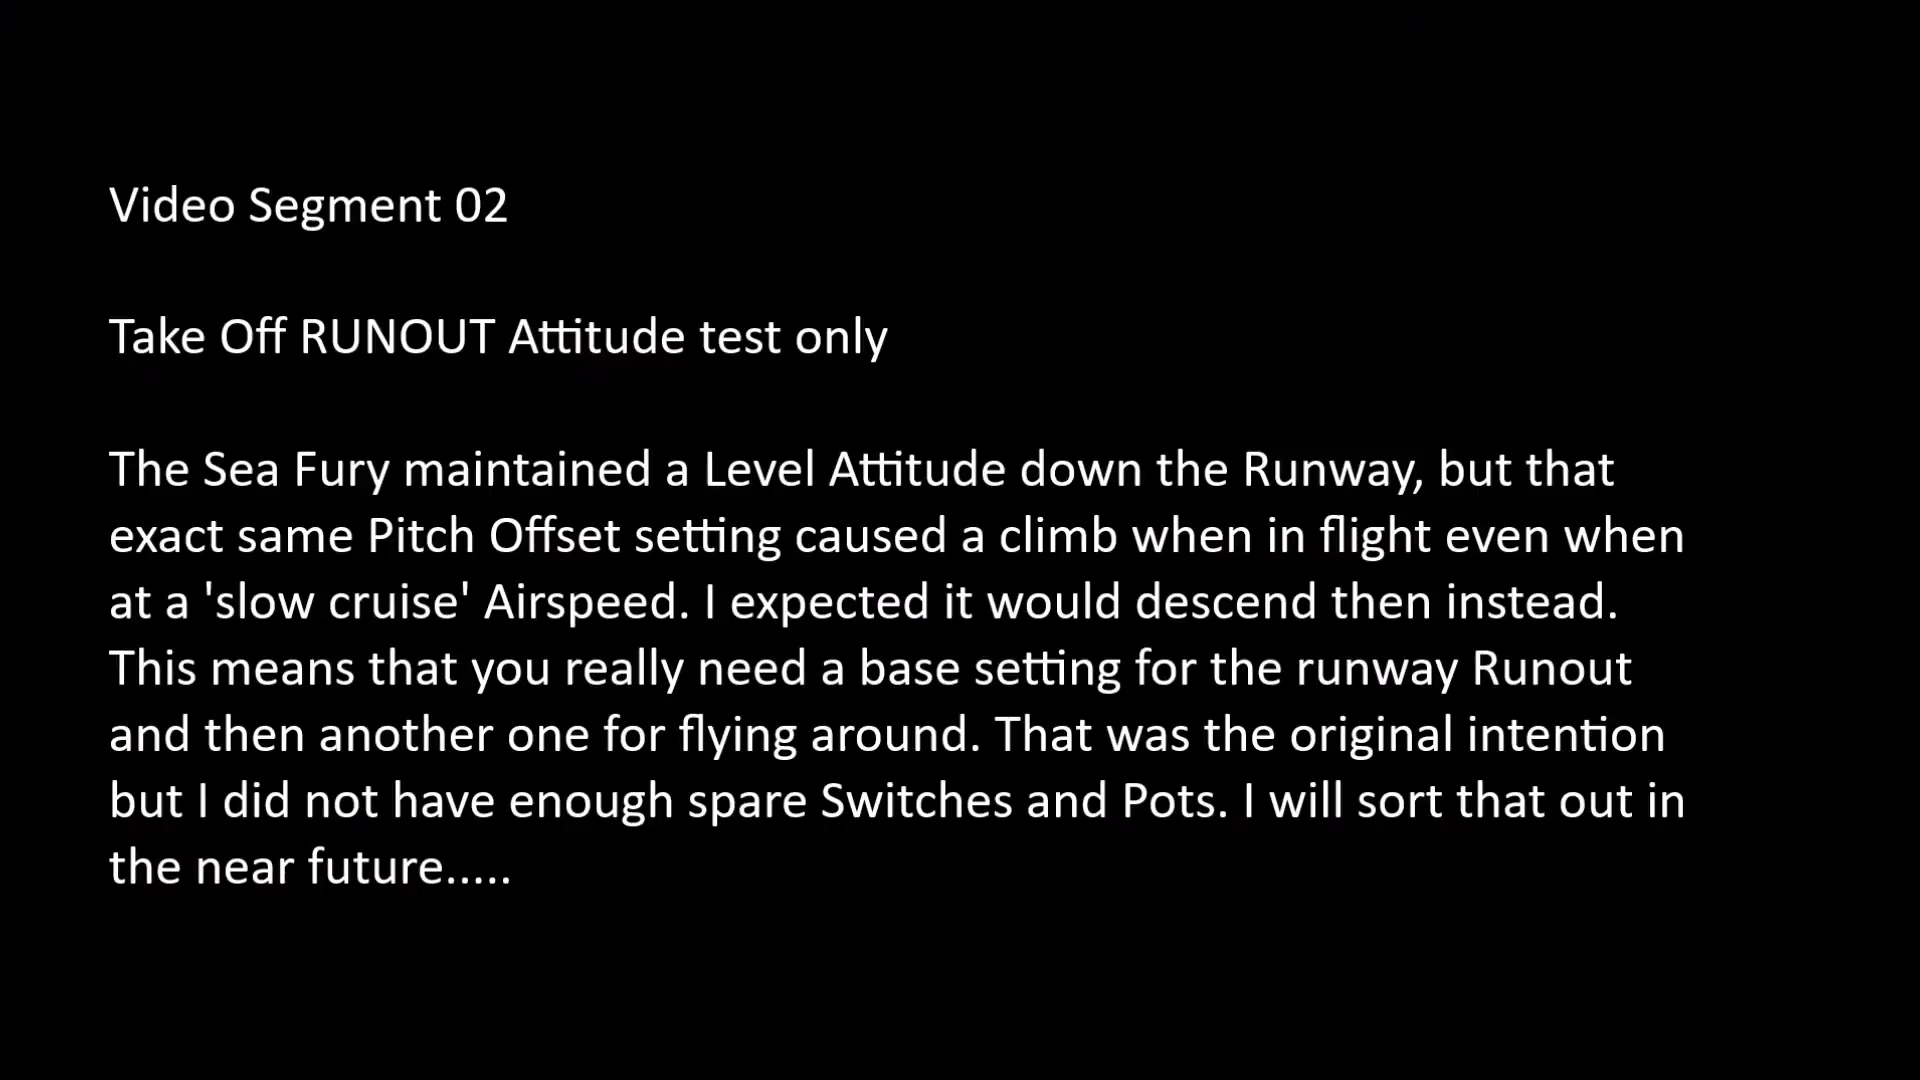 Video Segment 02
Take Off RUNOUT Attitude test only
The Sea Fury maintained a Level Attitude down the Runway, but that
exact same Pitch Offset setting caused a climb when in flight even when
at a 'slow cruise' Airspeed. I expected it would descend then instead.
This means that you really need a base setting for the runway Runout
and then another one for flying around. That was the original intention
but I did not have enough spare Switches and Pots. I will sort that out in
the near future.....